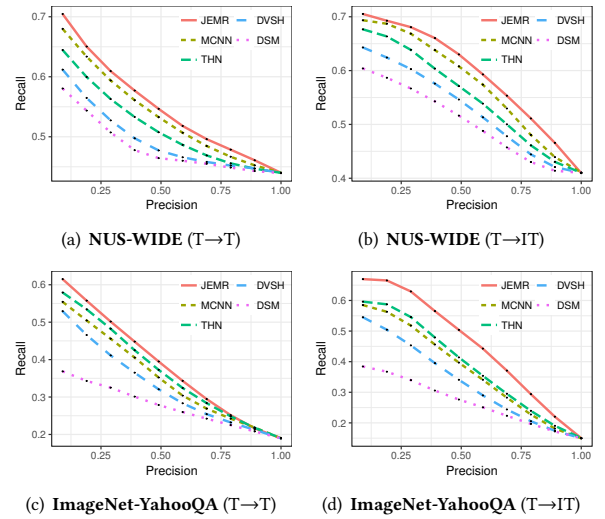 JEMR DVSH
MCNN DSM
THN
0.7
0.6
0.5
Recall
0.25 0.50 0.75 1.00
Precision
(a) NUS-WIDE (T→T)
JEMR DVSH
MCNN DSM
THN
0.7
0.6
0.5
0.4
Recall
0.25 0.50 0.75 1.00
Precision
(b) NUS-WIDE (T→IT)
JEMR DVSH
MCNN DSM
THN
0.6
0.5
0.4
0.3
0.2
Recall
0.25 0.50 0.75 1.00
Precision
(c) ImageNet-YahooQA (T→T)
JEMR DVSH
MCNN DSM
THN
0.6
0.5
0.4
0.3
0.2
Recall
0.00 0.25 0.50 0.75 1.00
Precision
(d) ImageNet-YahooQA (T→IT)